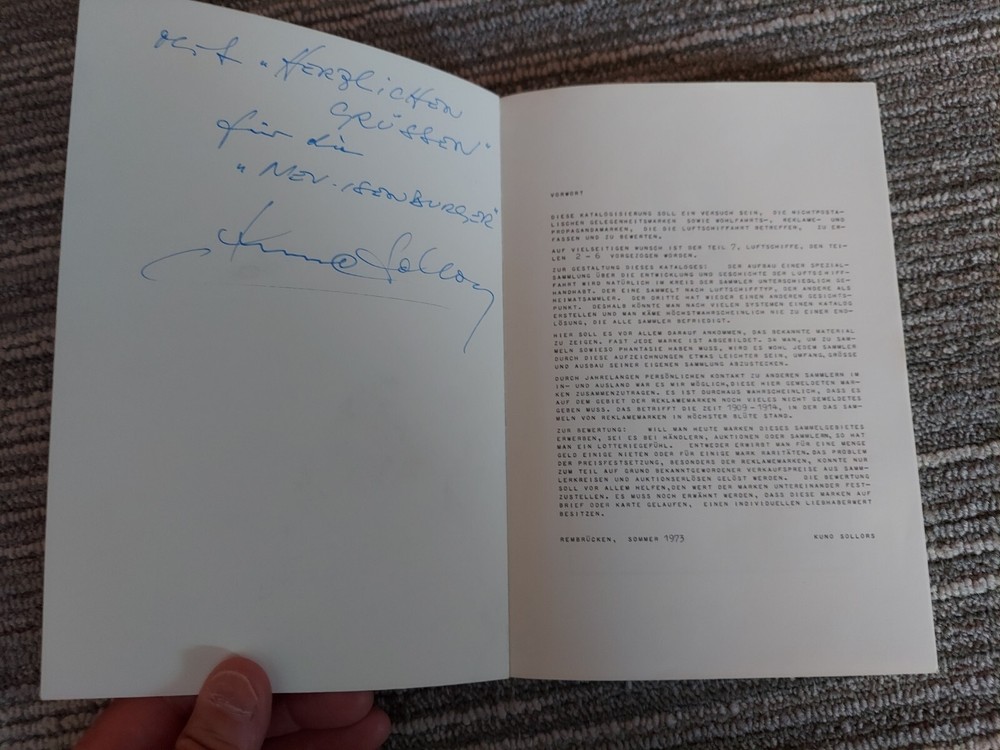 Mit "HERZLICHEN
GRÜSSEN"
für die
"NEU-ISENBURGER"
Kuno Sollors
VORWORT
DIESE KATALOGISIERUNG SOLL EIN VERSUCH SEIN, DIE NICHTPOSTA-
LISCHEN GELEGENHEITSMARKEN SOWIE WOHLFAHRTS-, REKLAME- UND
PROPAGANDAMARKEN, DIE DIE LUFTSCHIFFAHRT BETREFFEN, ZU ER-
FASSEN UND ZU BEWERTEN.
AUF VIELSEITIGEN WUNSCH IST DER TEIL 7, LUFTSCHIFFE, DEN TEI-
LEN 2 - 6 VORGEZOGEN WORDEN.
ZUR GESTALTUNG DIESES KATALOGES: DER AUFBAU EINER SPEZIAL-
SAMMLUNG ÜBER DIE ENTWICKLUNG UND GESCHICHTE DER LUFTSCHIFF-
FAHRT WIRD NATÜRLICH IM KREIS DER SAMMLER UNTERSCHIEDLICH GE-
HANDHABT. DER EINE SAMMELT NACH LUFTSCHIFFTYP, DER ANDERE ALS
HEIMATSAMMLER. DER DRITTE HAT WIEDER EINEN ANDEREN GESICHTS-
PUNKT. DESHALB KÖNNTE MAN NACH VIELEN SYSTEMEN EINEN KATALOG
ERSTELLEN UND MAN KÄME HÖCHSTWAHRSCHEINLICH NIE ZU EINER END-
LÖSUNG, DIE ALLE SAMMLER BEFRIEDIGT.
HIER SOLL ES VOR ALLEM DARAUF ANKOMMEN, DAS BEKANNTE MATERIAL
ZU ZEIGEN. FAST JEDE MARKE IST ABGEBILDET. DA MAN, UM ZU SAM-
MELN SOWIESO PHANTASIE HABEN MUSS, WIRD ES WOHL JEDEM SAMMLER
DURCH DIESE AUFZEICHNUNGEN ETWAS LEICHTER SEIN, UMFANG, GRÖSSE
UND AUSBAU SEINER EIGENEN SAMMLUNG ABZUSTECKEN.
DURCH JAHRELANGEN PERSÖNLICHEN KONTAKT ZU ANDEREN SAMMLERN IM
IN- UND AUSLAND WAR ES MIR MÖGLICH, DIESE HIER GEMELDETEN MAR-
KEN ZUSAMMENZUTRAGEN. ES IST DURCHAUS WAHRSCHEINLICH, DASS ES
AUF DEM GEBIET DER REKLAMEMARKEN NOCH VIELES NICHT GEMELDETES
GEBEN MUSS. DAS BETRIFFT DIE ZEIT 1909 - 1914, IN DER DAS SAM-
MELN VON REKLAMEMARKEN IN HÖCHSTER BLÜTE STAND.
ZUR BEWERTUNG: WILL MAN HEUTE MARKEN DIESES SAMMELGEBIETES
ERWERBEN, SEI ES BEI HÄNDLERN, AUKTIONEN ODER SAMMLERN, SO HAT
MAN EIN LOTTERIEGEFÜHL. ENTWEDER ERWIRBT MAN FÜR EINE MENGE
GELD EINIGE NIETEN ODER FÜR EINIGE MARK RARITÄTEN. DAS PROBLEM
DER PREISFESTSETZUNG, BESONDERS DER REKLAMEMARKEN, KONNTE NUR
ZUM TEIL AUF GRUND BEKANNTGEWORDENER VERKAUFSPREISE AUS SAMM-
LERKREISEN UND AUKTIONSERLÖSEN GELÖST WERDEN. DIE BEWERTUNG
SOLL VOR ALLEM HELFEN, DEN WERT DER MARKEN UNTEREINANDER FEST-
ZUSTELLEN. ES MUSS NOCH ERWÄHNT WERDEN, DASS DIESE MARKEN AUF
BRIEF ODER KARTE GELAUFEN, EINEN INDIVIDUELLEN LIEBHABERWERT
BESITZEN.
REMBRÜCKEN, SOMMER 1973 KUNO SOLLORS